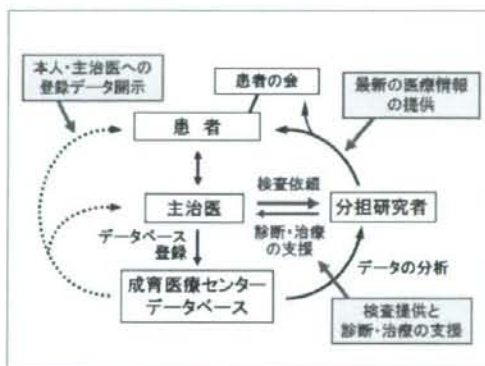 本人・主治医への
登録データ開示
患者の会
最新の医療情報
の提供
患 者
検査依頼
主治医
分担研究者
データベース
登録
診断・治療
の支援
データの分析
成育医療センター
データベース
検査提供と
診断・治療の支援